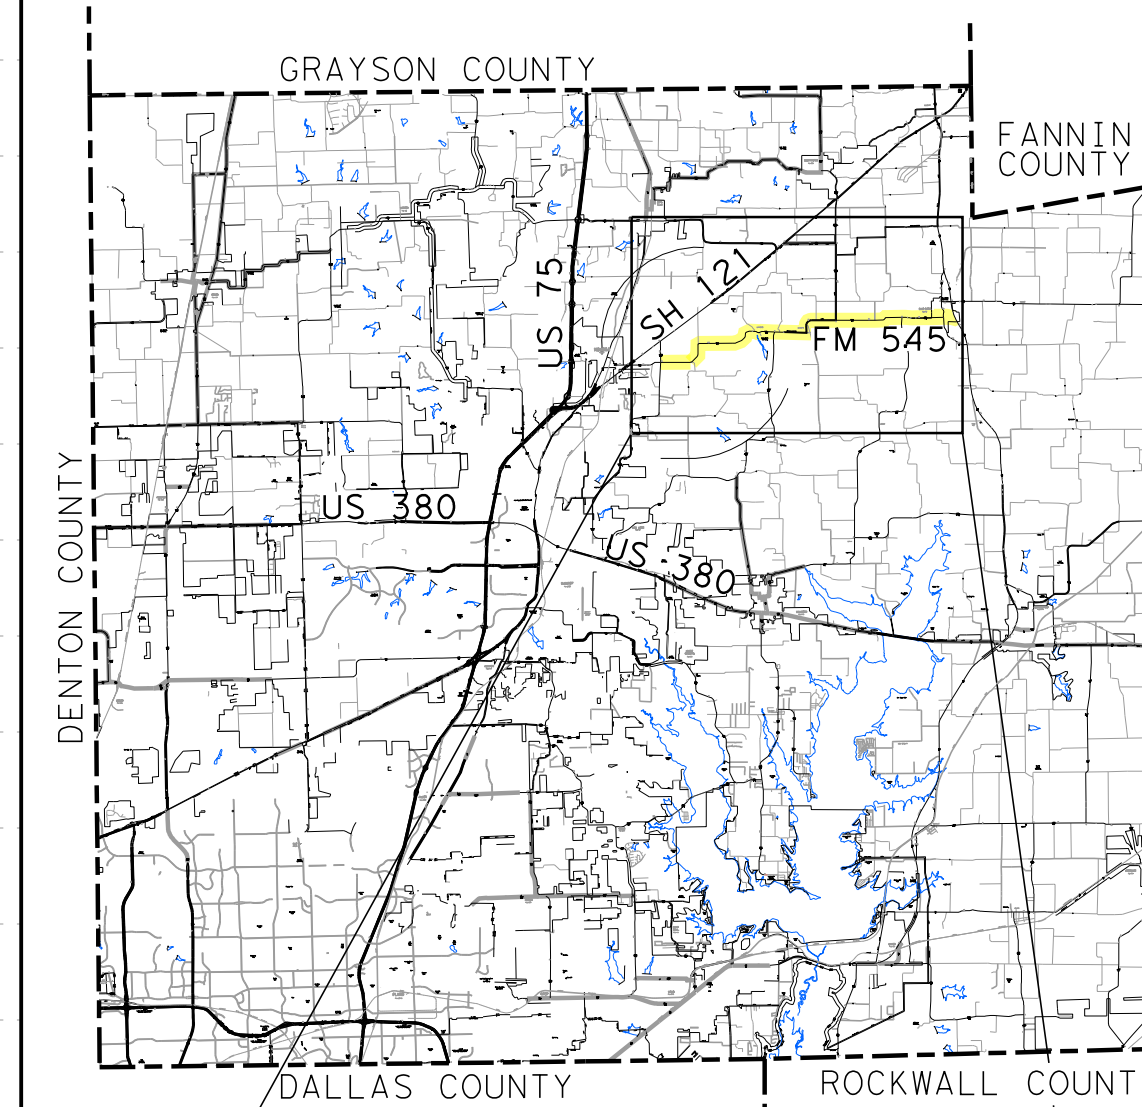 GRAYSON COUNTY
FANNIN
COUNTY
US 75
SH 121
FM 545
DENTON COUNTY
US 380
US 380
DALLAS COUNTY
ROCKWALL COUNT